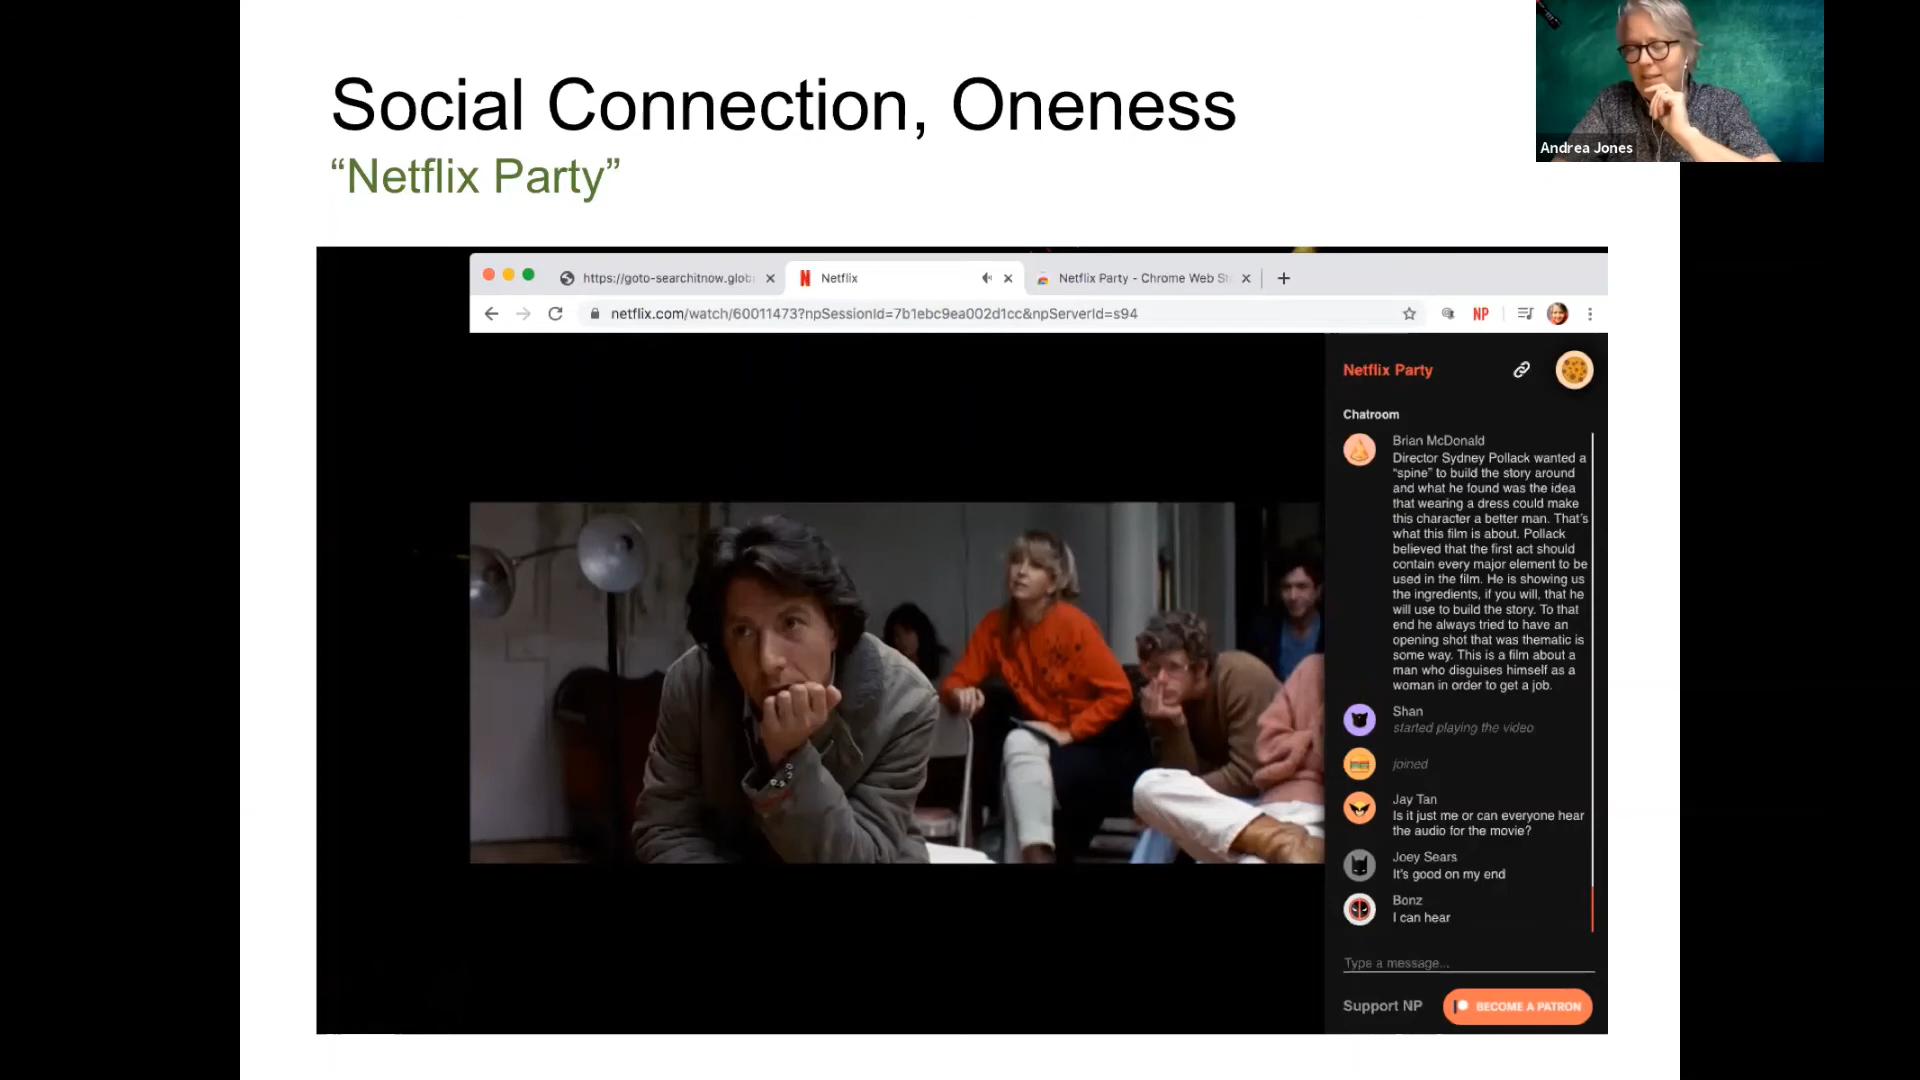 Social Connection, Oneness
Andrea Jones
“Netflix Party”
Netflix
Netflix Party - Chrome Web St
netflix.com/watch/60011473?npSessionId=7b1ebc9ea002d1cc&npServerId=s94
NP
Netflix Party
Chatroom
Brian McDonald
Director Sydney Pollack wanted a
“spine” to build the story around
and what he found was the idea
that wearing a dress could make
this character a better man. That’s
what this film is about. Pollack
believed that the first act should
contain every major element to be
used in the film. He is showing us
the ingredients, if you will, that he
will use to build the story. To that
end he always tried to have an
opening shot that was thematic is
some way. This is a film about a
man who disguises himself as a
woman in order to get a job.
Shan
started playing the video
joined
Jay Tan
Is it just me or can everyone hear
the audio for the movie?
Joey Sears
It’s good on my end
Bonz
I can hear
Type a message...
Support NP
BECOME A PATRON